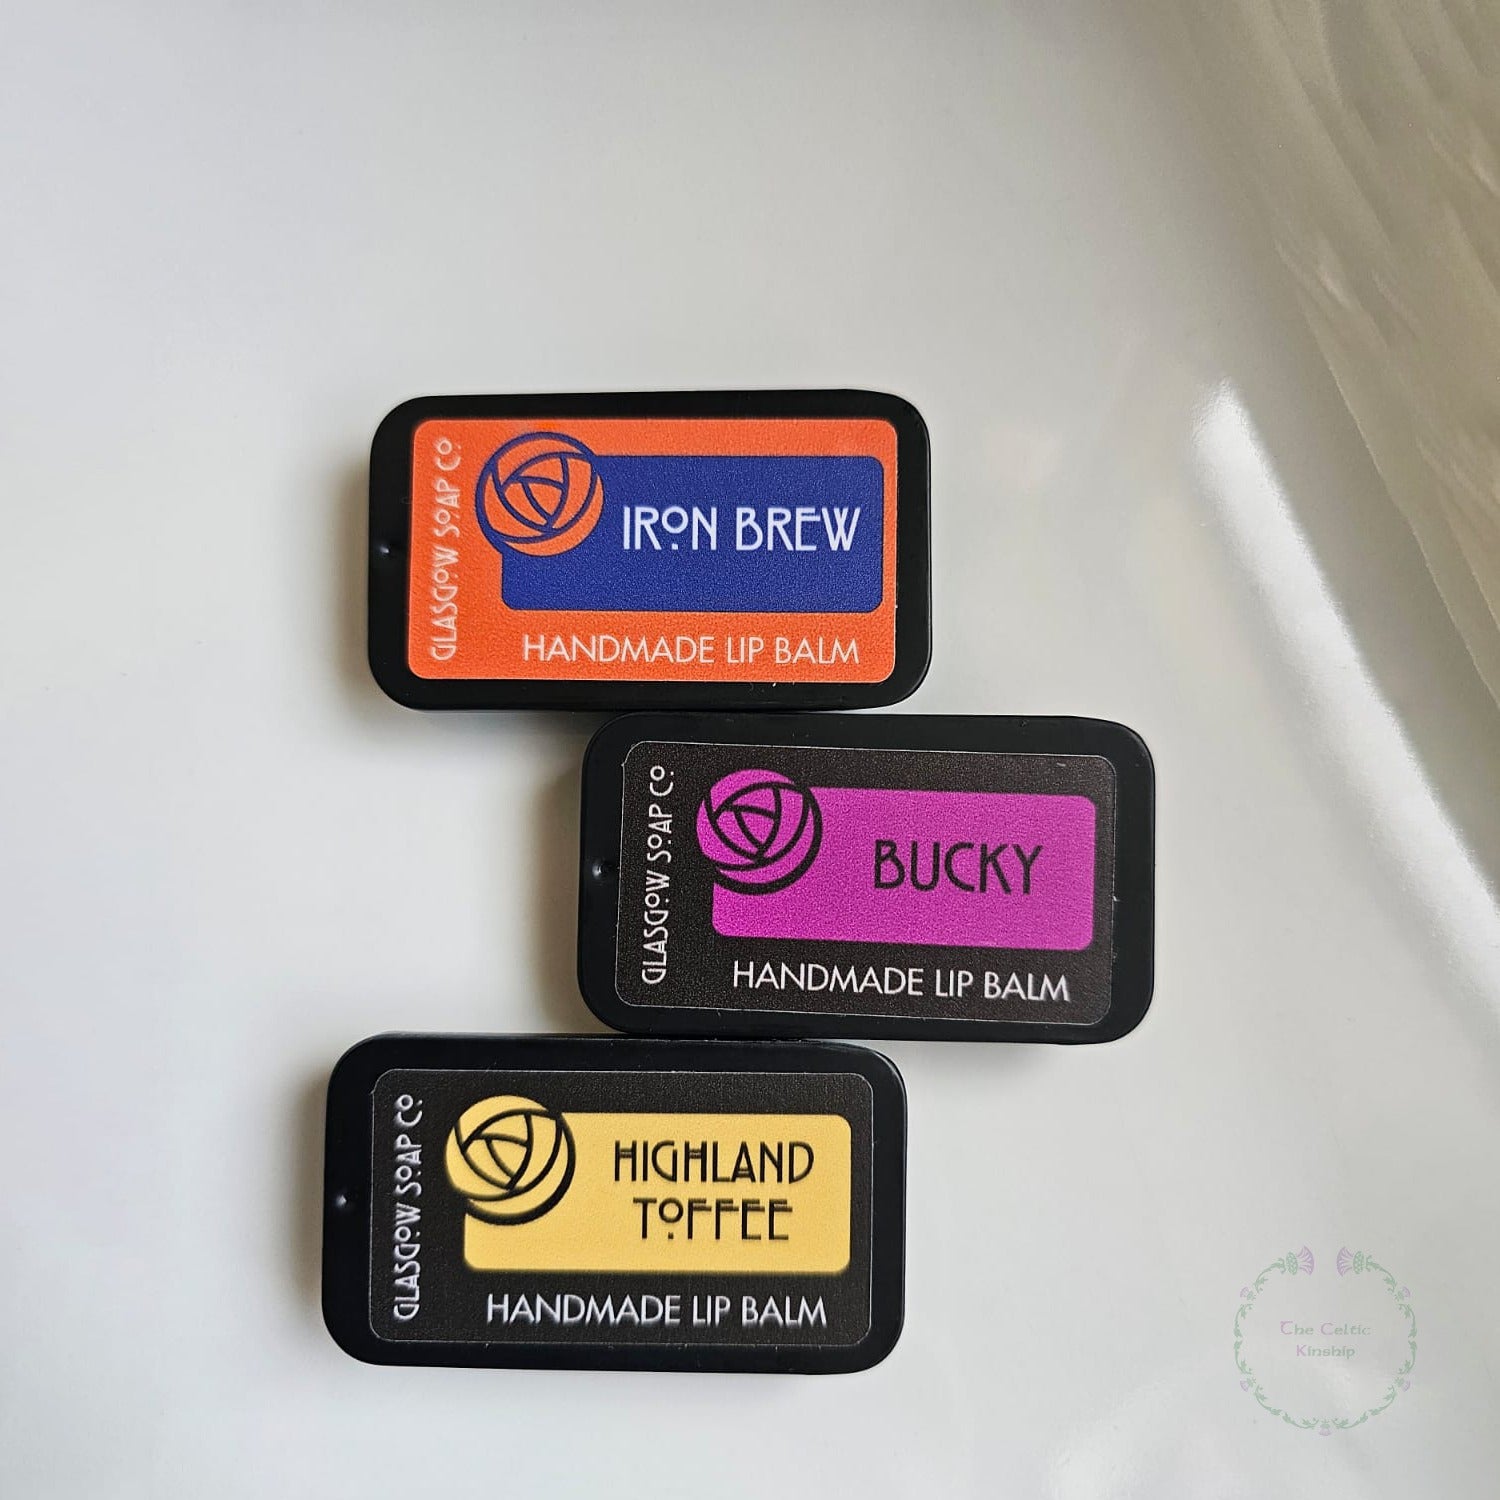 GLASGOW SOAP CO.
IRON BREW
HANDMADE LIP BALM
GLASGOW SOAP CO.
BUCKY
HANDMADE LIP BALM
GLASGOW SOAP CO.
HIGHLAND
TOFFEE
HANDMADE LIP BALM
The Celtic
Kinship